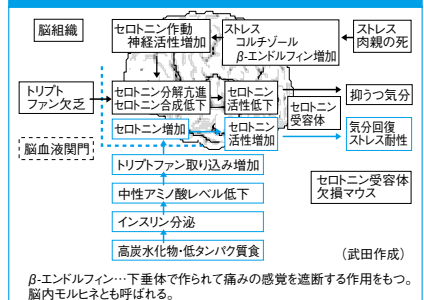 脳組織
セロトニン作動
神経活性増加
ストレス
コルチゾール
β-エンドルフィン増加
ストレス
肉親の死
トリプト
ファン欠乏
セロトニン分解亢進
セロトニン合成低下
セロトニン
活性低下
セロトニン
受容体
抑うつ気分
セロトニン増加
セロトニン
活性増加
気分回復
ストレス耐性
脳血液関門
トリプトファン取り込み増加
中性アミノ酸レベル低下
セロトニン受容体
欠損マウス
インスリン分泌
高炭水化物・低タンパク質食
（武田作成）
β-エンドルフィン…下垂体で作られて痛みの感覚を遮断する作用をもつ。
脳内モルヒネとも呼ばれる。